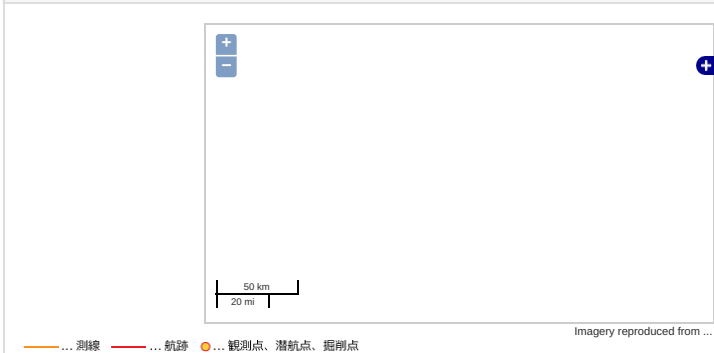 +
−
+
50 km
20 mi
Imagery reproduced from ...
... 測線 ... 航跡 ... 観測点、潜航点、掘削点